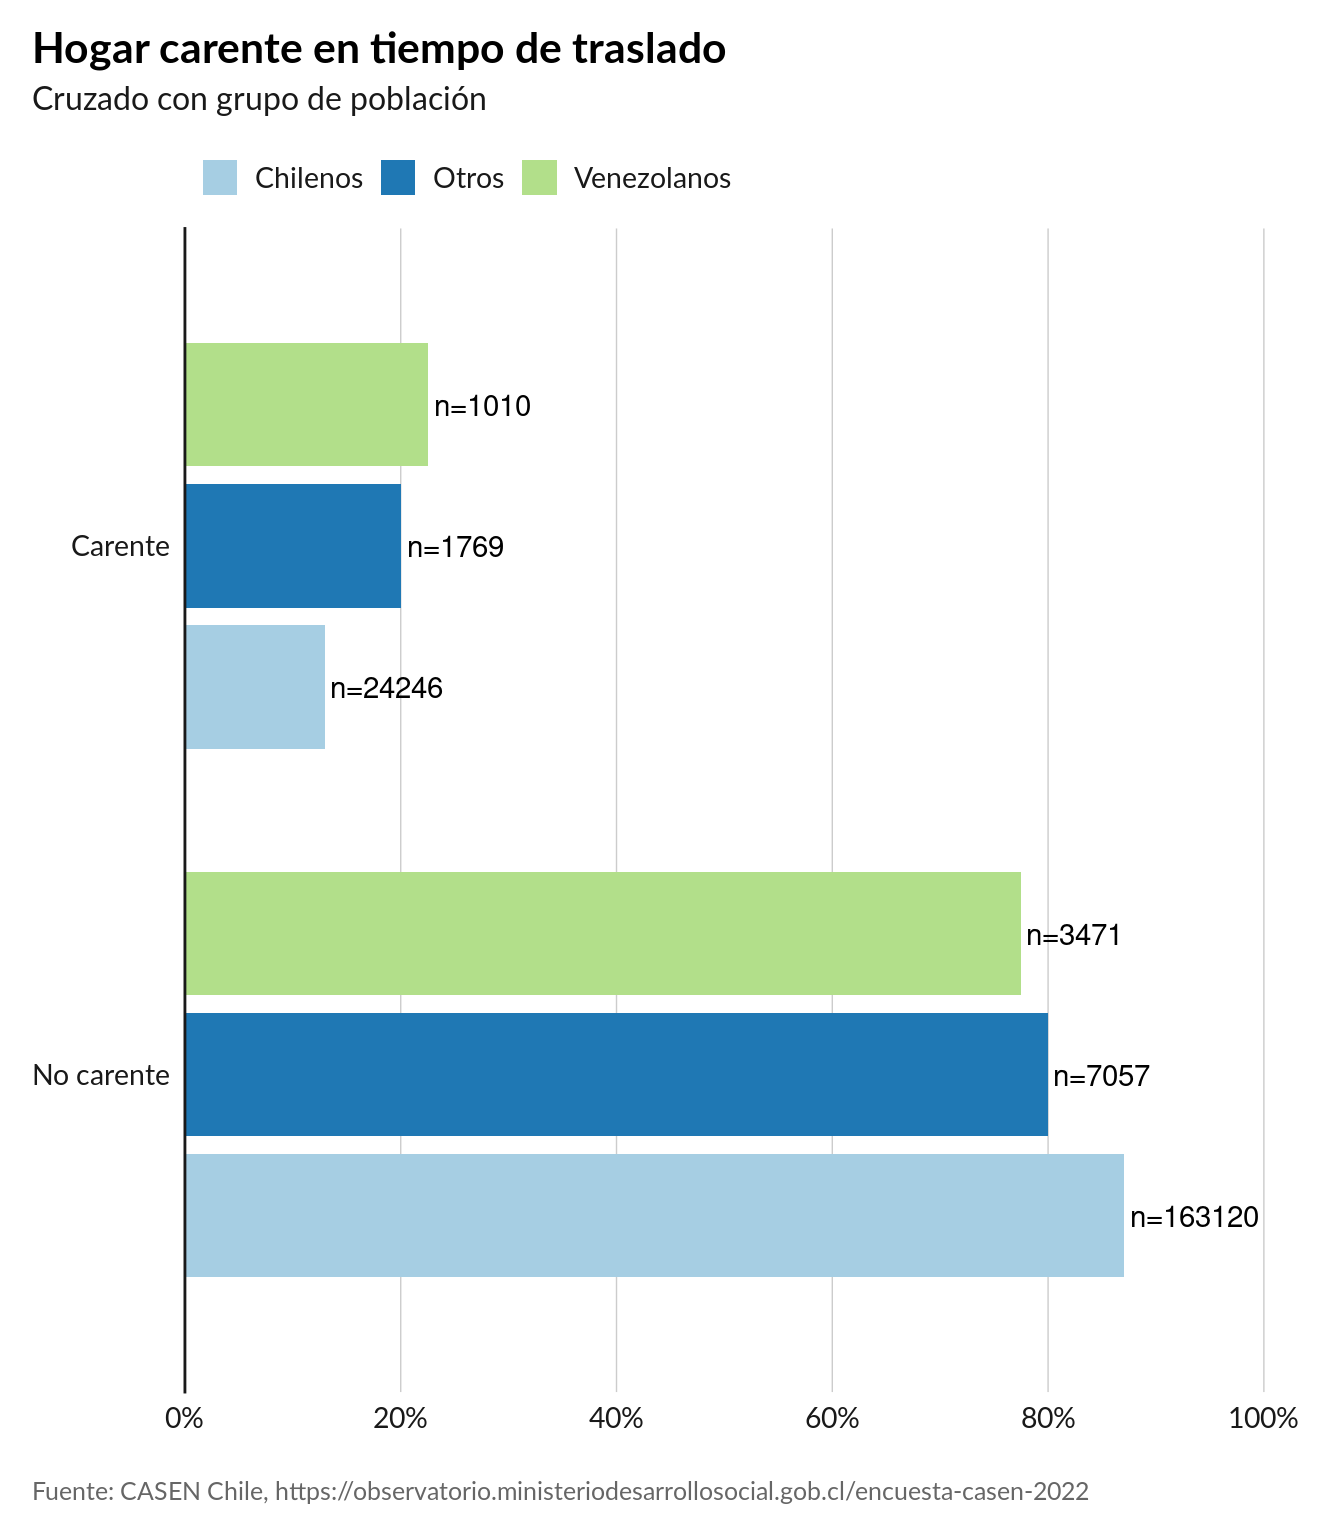 Hogar carente en tiempo de traslado
Cruzado con grupo de población
Chilenos Otros Venezolanos
n=1010
Carente n=1769
n=24246
n=3471
No carente n=7057
n=163120
0% 20% 40% 60% 80% 100%
Fuente: CASEN Chile, https://observatorio.ministeriodesarrollosocial.gob.cl/encuesta-casen-2022